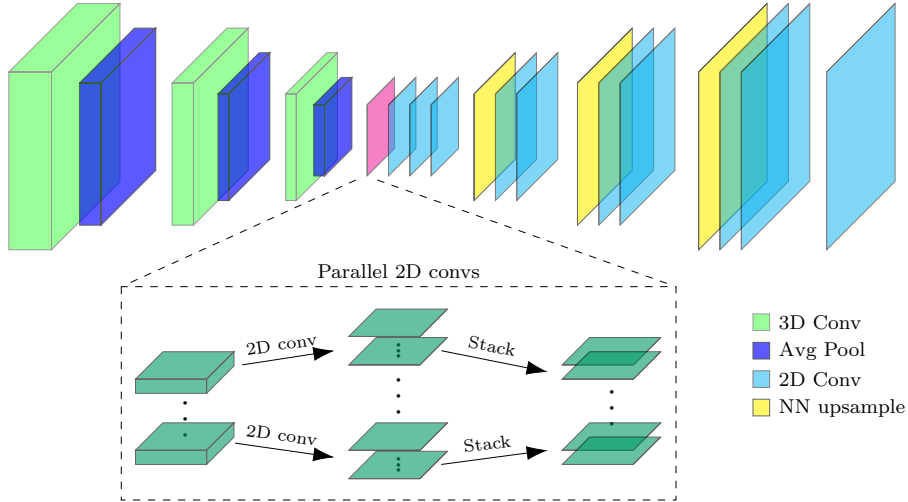 Parallel 2D convs
2D conv
Stack
2D conv
Stack
3D Conv
Avg Pool
2D Conv
NN upsample